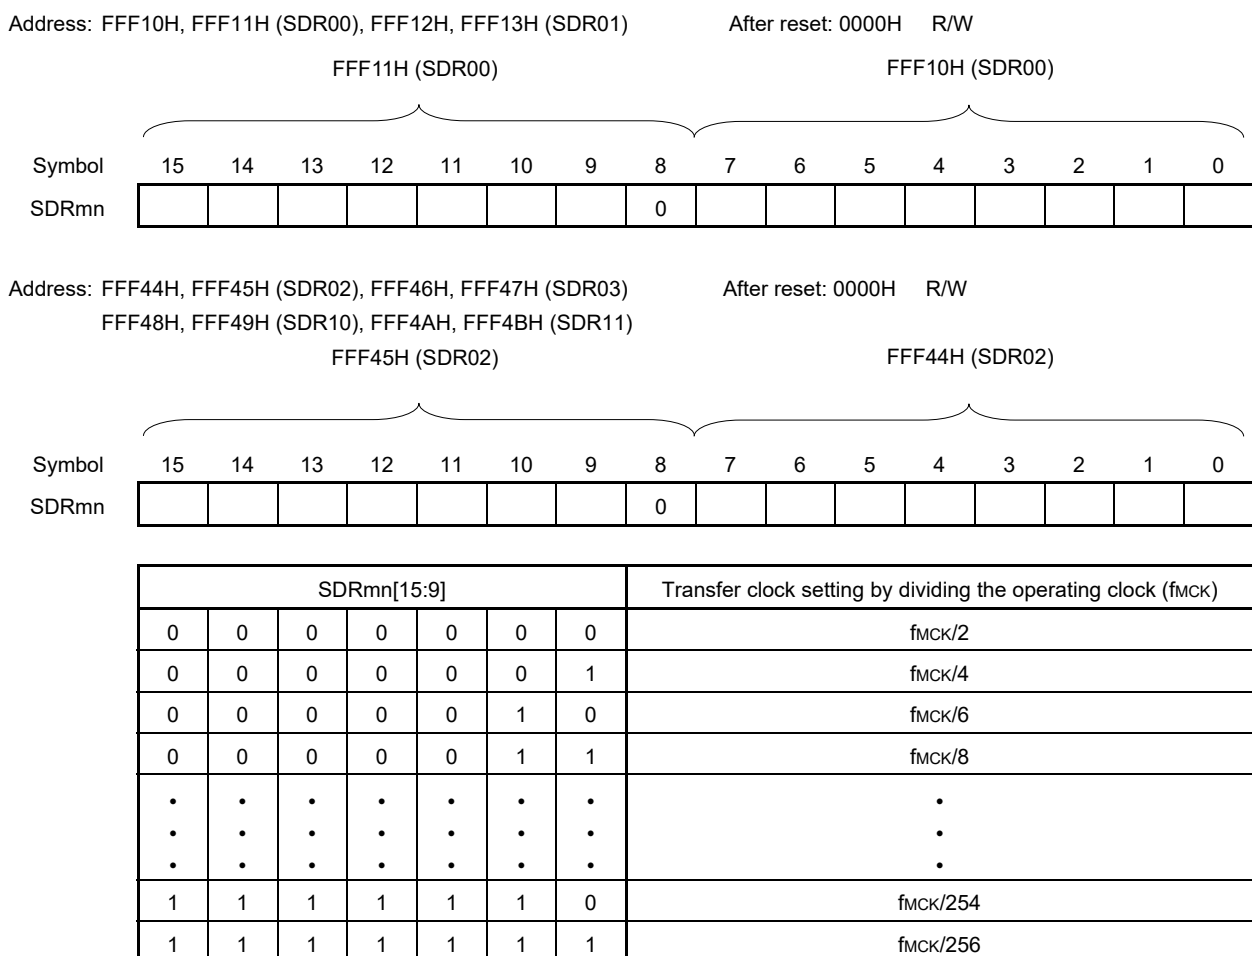 Address: FFF10H, FFF11H (SDR00), FFF12H, FFF13H (SDR01) After reset: 0000H R/W
FFF11H (SDR00) FFF10H (SDR00)
Symbol 15 14 13 12 11 10 9 8 7 6 5 4 3 2 1 0
SDRmn 0
Address: FFF44H, FFF45H (SDR02), FFF46H, FFF47H (SDR03) After reset: 0000H R/W
FFF48H, FFF49H (SDR10), FFF4AH, FFF4BH (SDR11)
FFF45H (SDR02) FFF44H (SDR02)
Symbol 15 14 13 12 11 10 9 8 7 6 5 4 3 2 1 0
SDRmn 0
SDRmn[15:9] Transfer clock setting by dividing the operating clock (fMCK)
0 0 0 0 0 0 0 fMCK/2
0 0 0 0 0 0 1 fMCK/4
0 0 0 0 0 1 0 fMCK/6
0 0 0 0 0 1 1 fMCK/8
• • • • • • • •
• • • • • • • •
• • • • • • • •
1 1 1 1 1 1 0 fMCK/254
1 1 1 1 1 1 1 fMCK/256